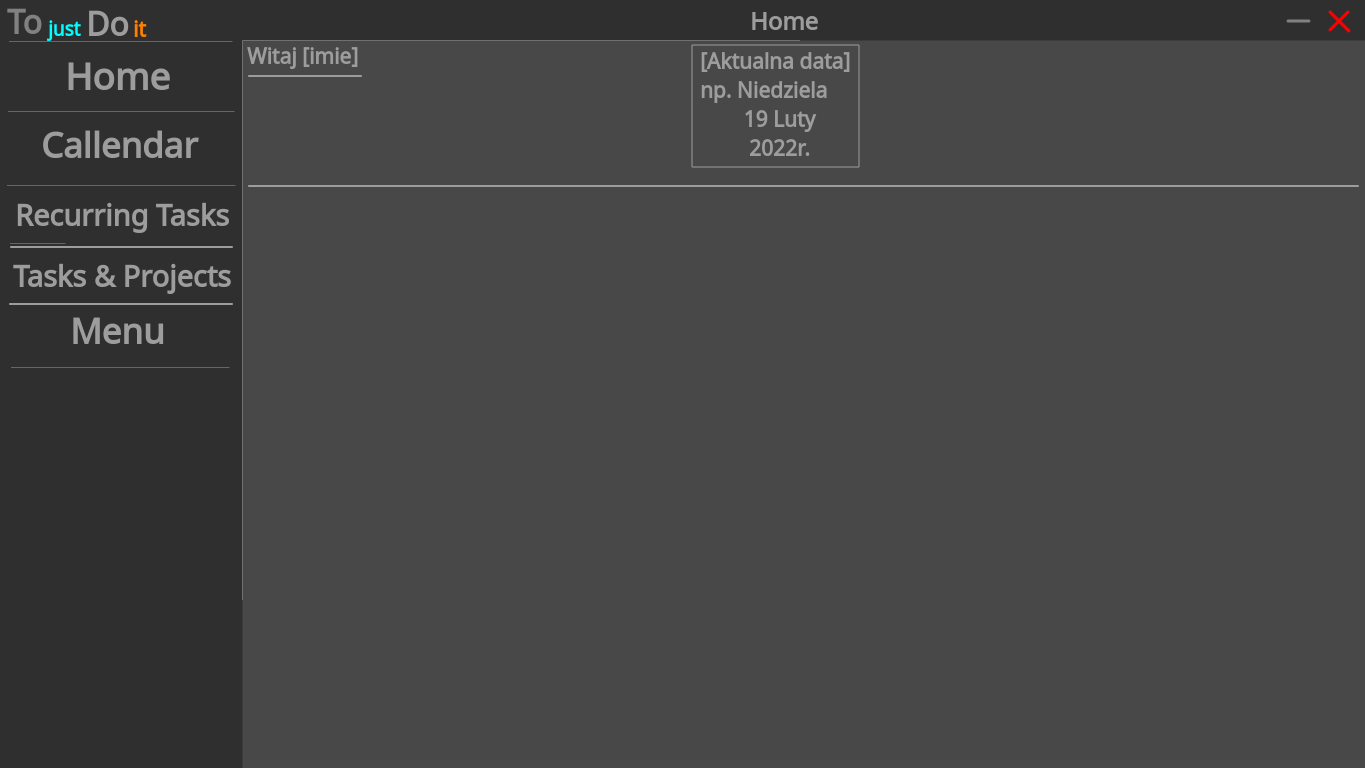 To just Do it
Home
Home
Callendar
Recurring Tasks
Tasks & Projects
Menu
Witaj [imie]
[Aktualna data]
np. Niedziela
19 Luty
2022r.